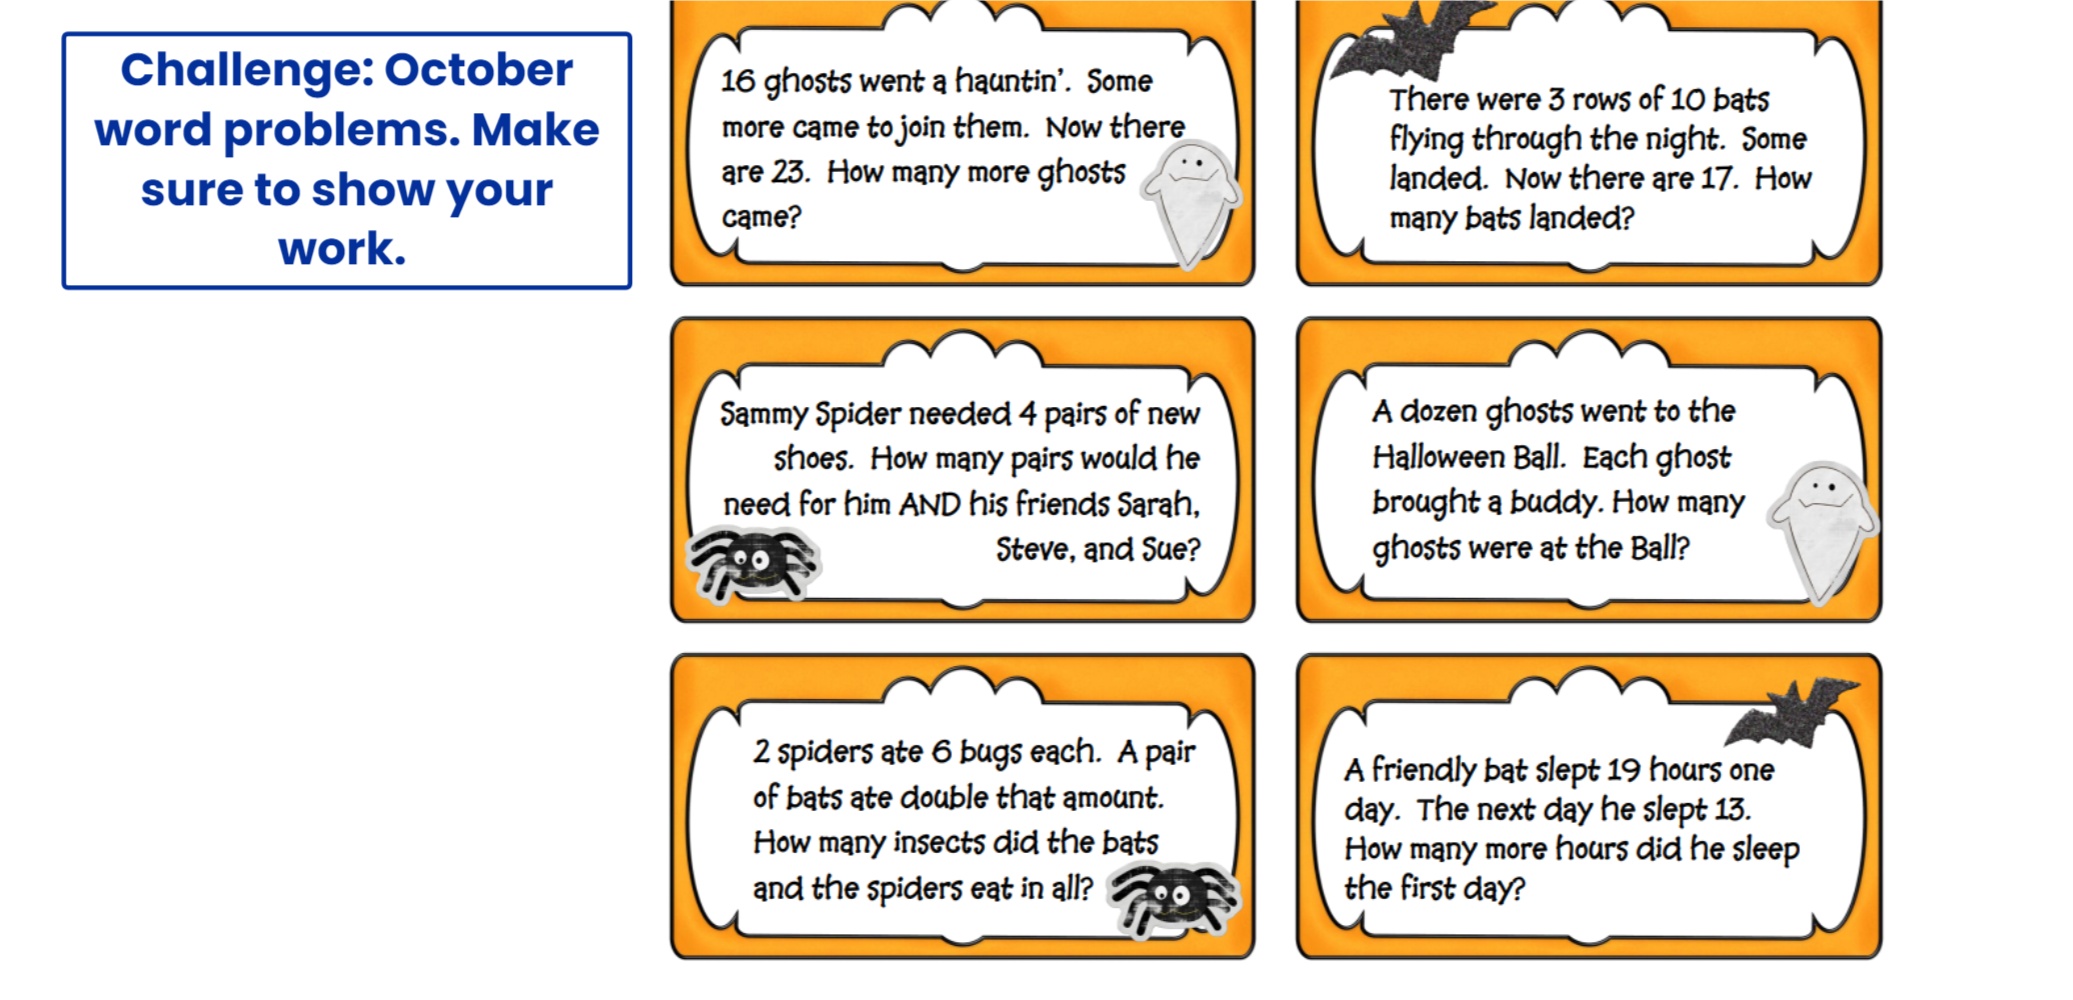 Challenge: October
word problems. Make
sure to show your
work.
16 ghosts went a hauntin'.  Some
more came to join them.  Now there
are 23.  How many more ghosts
came?
There were 3 rows of 10 bats
flying through the night.  Some
landed.  Now there are 17.  How
many bats landed?
Sammy Spider needed 4 pairs of new
shoes.  How many pairs would he
need for him AND his friends Sarah,
Steve, and Sue?
A dozen ghosts went to the
Halloween Ball.  Each ghost
brought a buddy. How many
ghosts were at the Ball?
2 spiders ate 6 bugs each.  A pair
of bats ate double that amount.
How many insects did the bats
and the spiders eat in all?
A friendly bat slept 19 hours one
day.  The next day he slept 13.
How many more hours did he sleep
the first day?